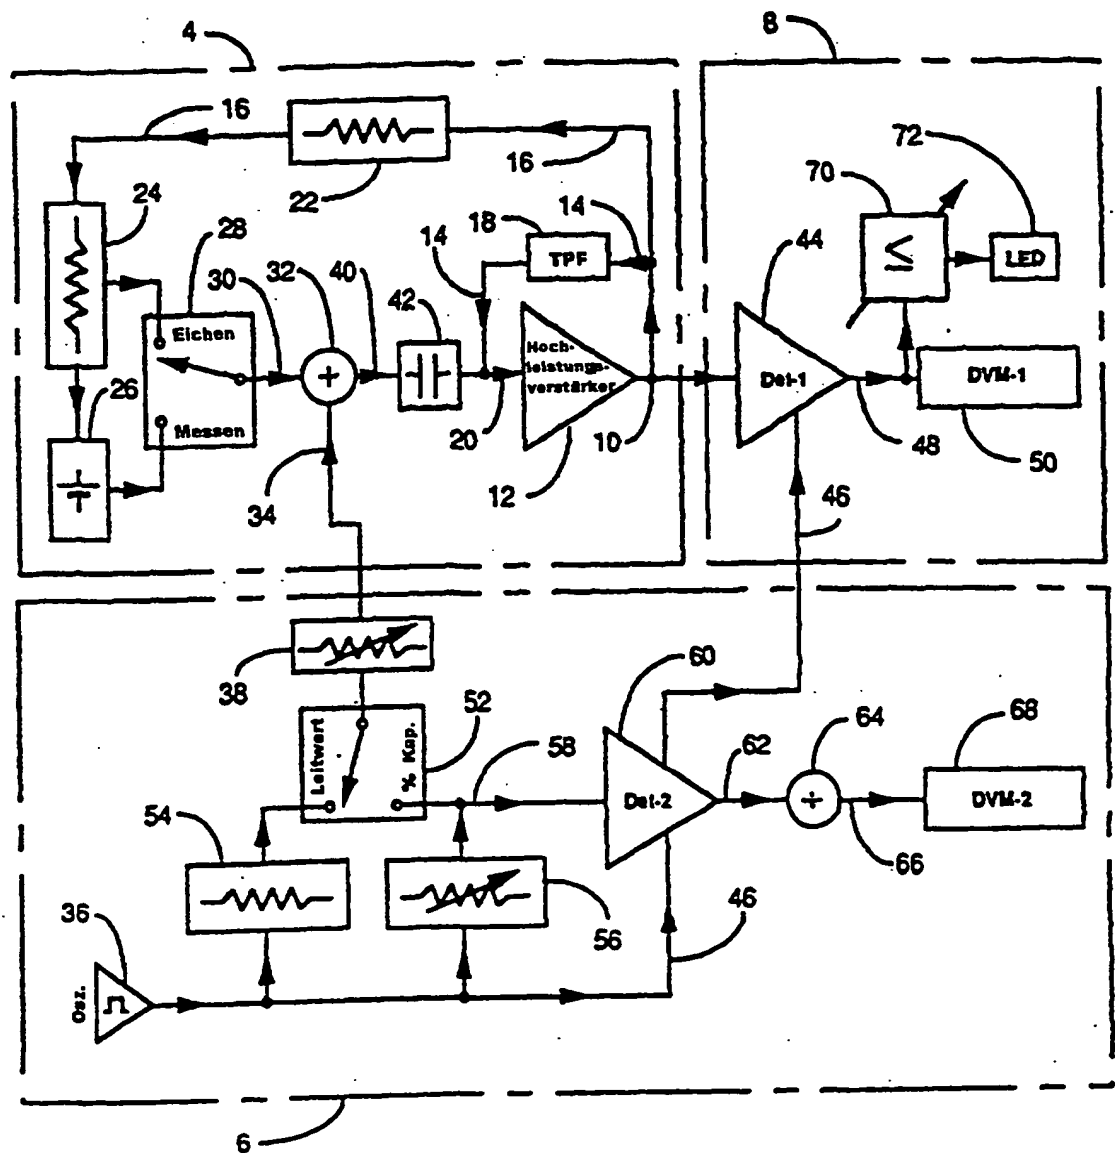 4
8
16
22
16
24
28
30
32
40
42
14
18
14
TPF
Eichen
Messen
26
+
Hoch-
leistungs-
verstärker
20
12
10
34
70
72
≤
LED
44
Det-1
DVM-1
48
50
46
38
52
Leitwert
% Kap.
58
60
Det-2
62
64
÷
68
DVM-2
66
54
56
46
36
Osz.
6